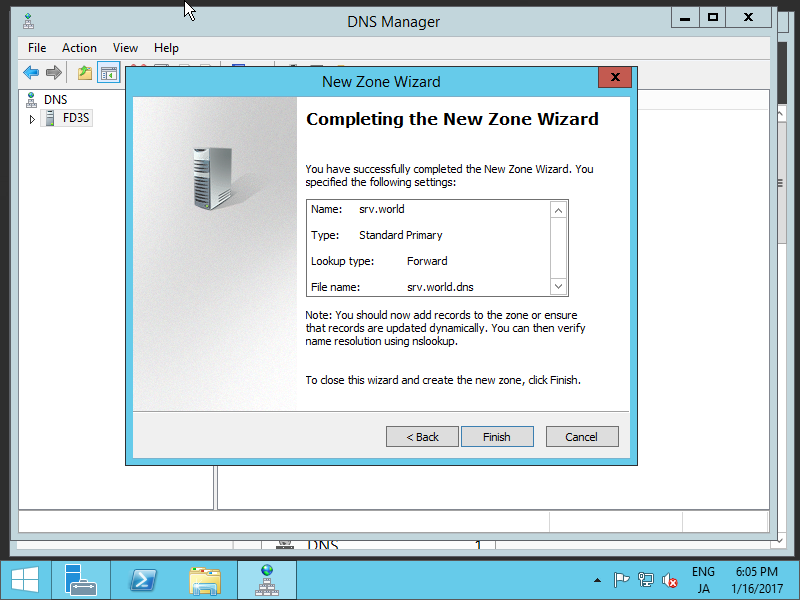 DNS Manager
File Action View Help
New Zone Wizard
DNS
FD3S
Completing the New Zone Wizard
You have successfully completed the New Zone Wizard. You
specified the following settings:
Name: srv.world
Type: Standard Primary
Lookup type: Forward
File name: srv.world.dns
Note: You should now add records to the zone or ensure
that records are updated dynamically. You can then verify
name resolution using nslookup.
To close this wizard and create the new zone, click Finish.
< Back Finish Cancel
DNS 1
ENG 6:05 PM
JA 1/16/2017